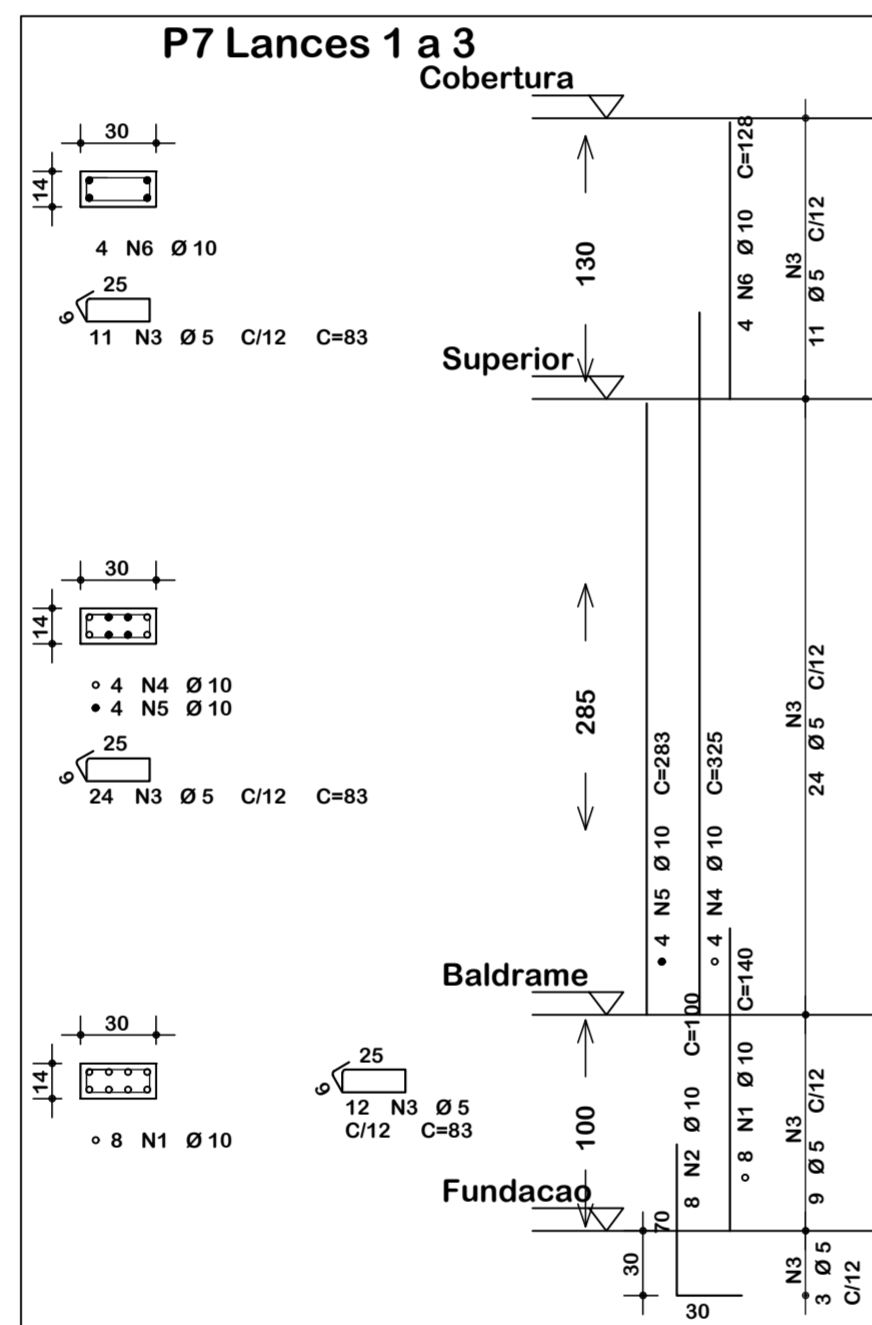 P7 Lances 1 a 3
Cobertura
30
14
4 N6 Ø 10
25
9
11 N3 Ø 5 C/12 C=83
130
4 N6 Ø 10 C=128
N3
11 Ø 5 C/12
Superior
30
14
4 N4 Ø 10
4 N5 Ø 10
25
9
24 N3 Ø 5 C/12 C=83
285
4 N5 Ø 10 C=283
4 N4 Ø 10 C=325
N3
24 Ø 5 C/12
Baldrame
30
14
8 N1 Ø 10
25
9
12 N3 Ø 5
C/12 C=83
100
8 N2 Ø 10 C=100
8 N1 Ø 10 C=140
N3
9 Ø 5 C/12
Fundacao
70
30
30
N3
3 Ø 5
C/12